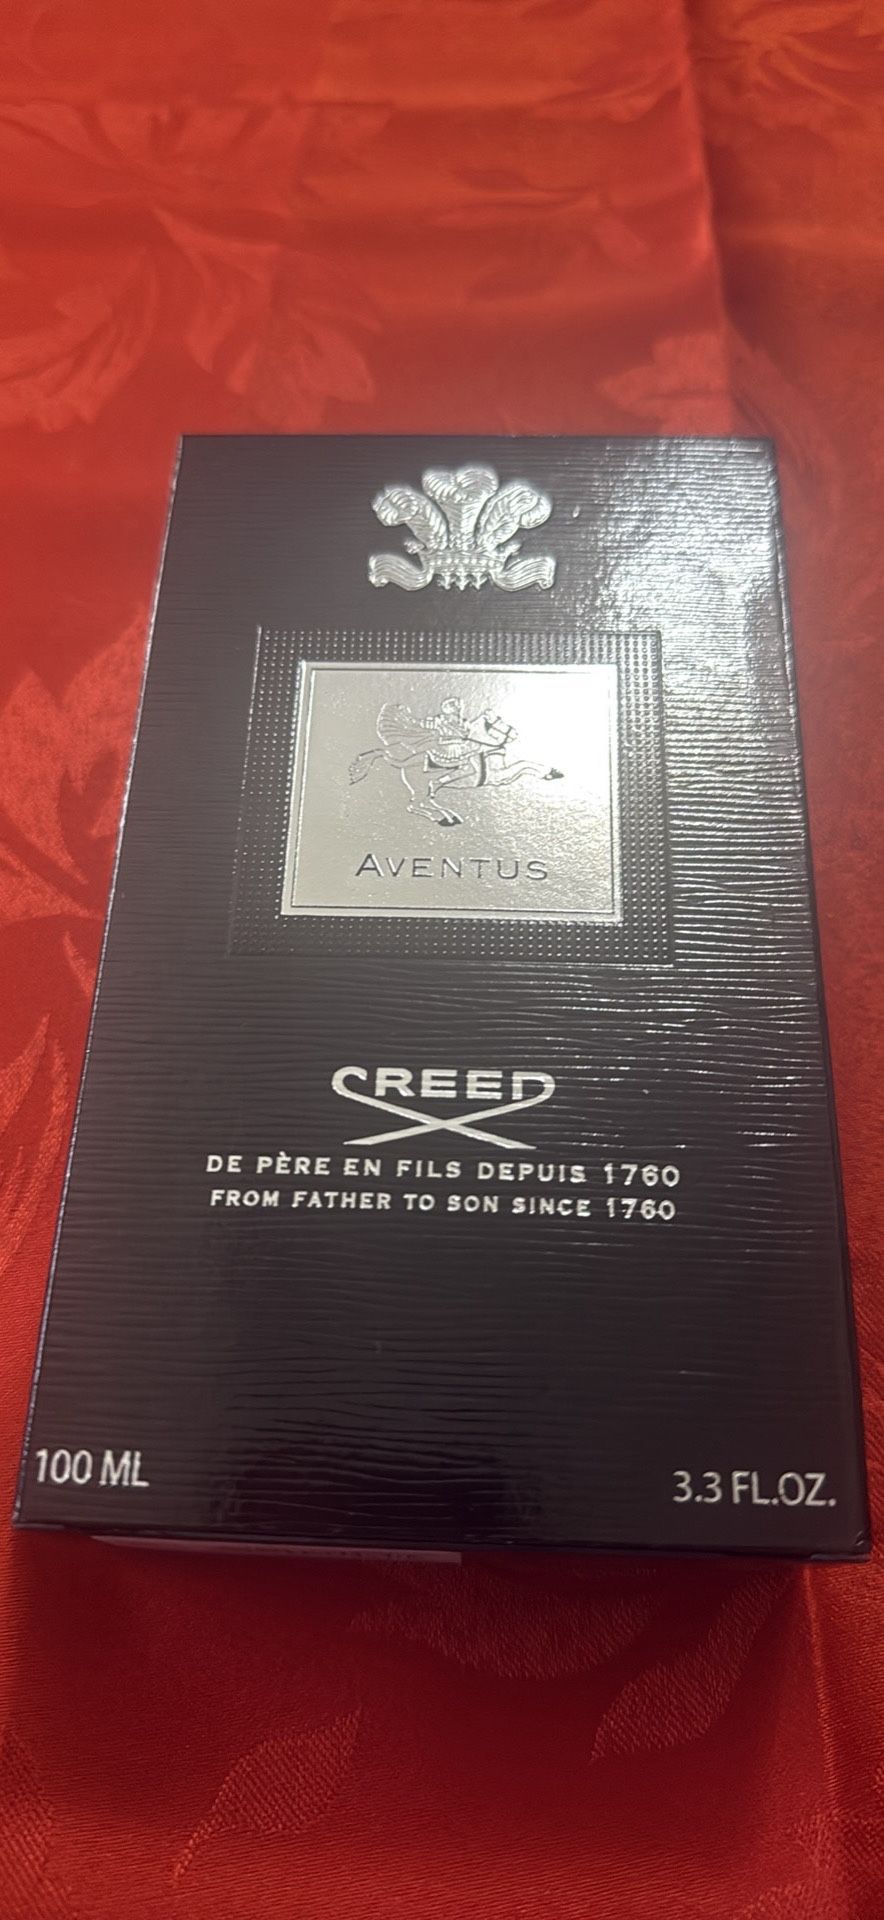 AVENTUS
CREED
DE PÈRE EN FILS DEPUIS 1760
FROM FATHER TO SON SINCE 1760
100 ML
3.3 FL.OZ.